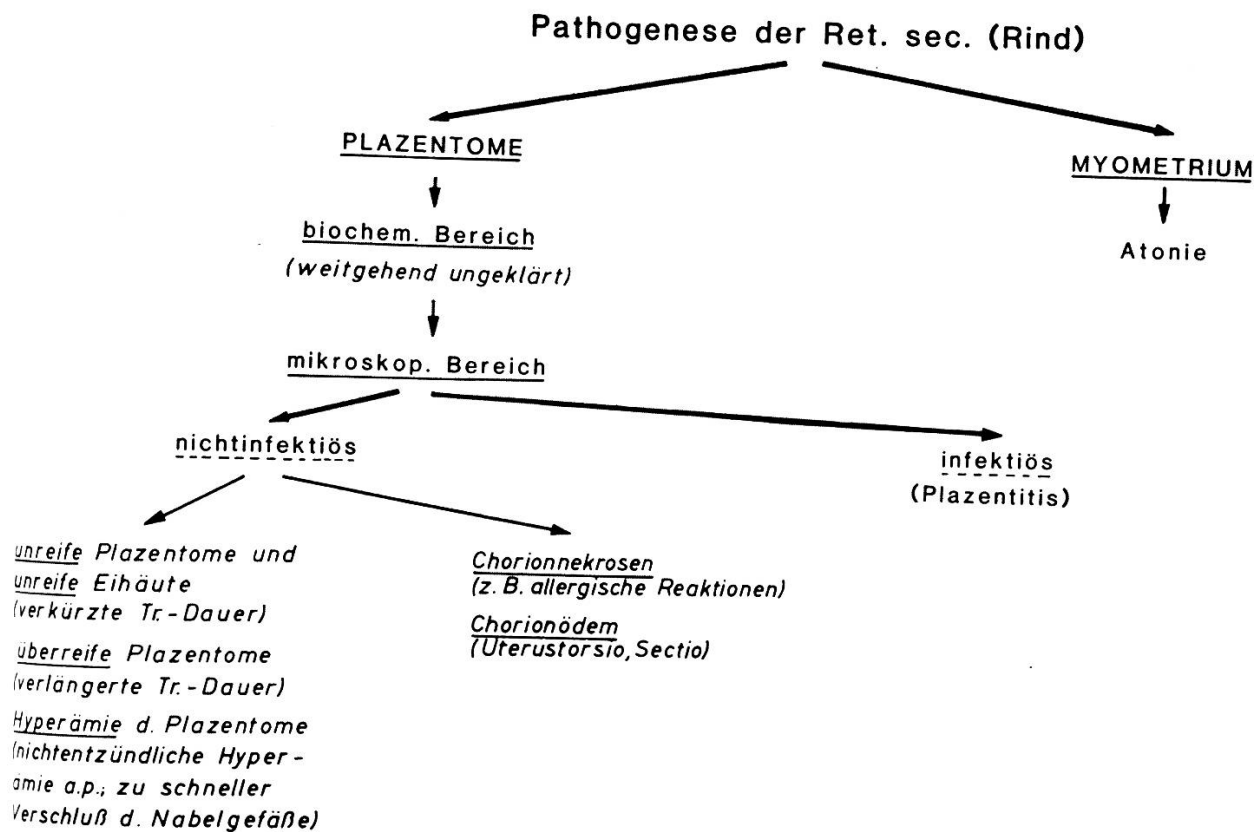 Pathogenese der Ret. sec. (Rind)
PLAZENTOME
MYOMETRIUM
biochem. Bereich
(weitgehend ungeklärt)
Atonie
mikroskop. Bereich
nichtinfektiös
infektiös
(Plazentitis)
unreife Plazentome und
unreife Eihäute
(verkürzte Tr.-Dauer)
überreife Plazentome
(verlängerte Tr.-Dauer)
Hyperämie d. Plazentome
(nichtentzündliche Hyper-
ämie a.p.; zu schneller
Verschluß d. Nabelgefäße)
Chorionnekrosen
(z. B. allergische Reaktionen)
Chorionödem
(Uterustorsio, Sectio)